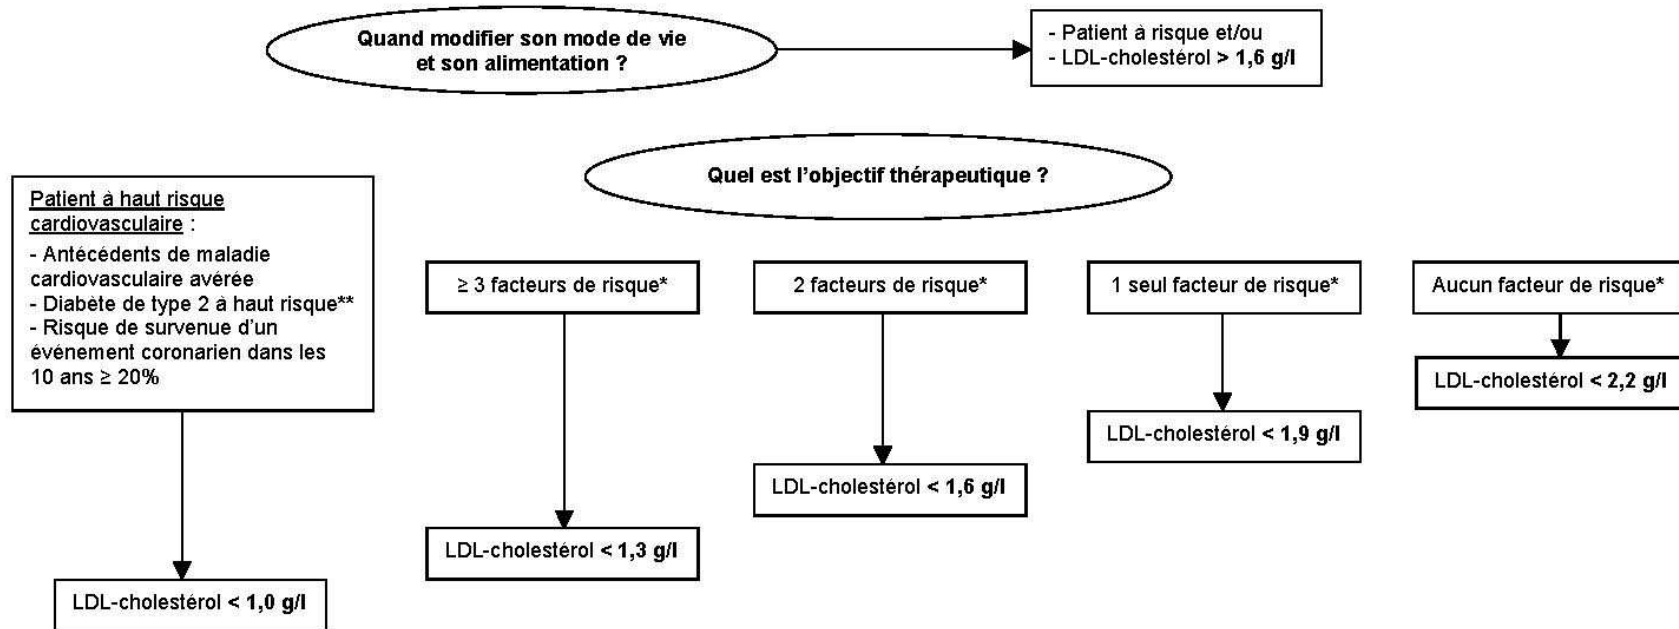 Quand modifier son mode de vie
et son alimentation ?
- Patient à risque et/ou
- LDL-cholestérol > 1,6 g/l
Quel est l'objectif thérapeutique ?
Patient à haut risque
cardiovasculaire :
- Antécédents de maladie
cardiovasculaire avérée
- Diabète de type 2 à haut risque**
- Risque de survenue d'un
événement coronarien dans les
10 ans ≥ 20%
≥ 3 facteurs de risque*
2 facteurs de risque*
1 seul facteur de risque*
Aucun facteur de risque*
LDL-cholestérol < 2,2 g/l
LDL-cholestérol < 1,9 g/l
LDL-cholestérol < 1,6 g/l
LDL-cholestérol < 1,3 g/l
LDL-cholestérol < 1,0 g/l